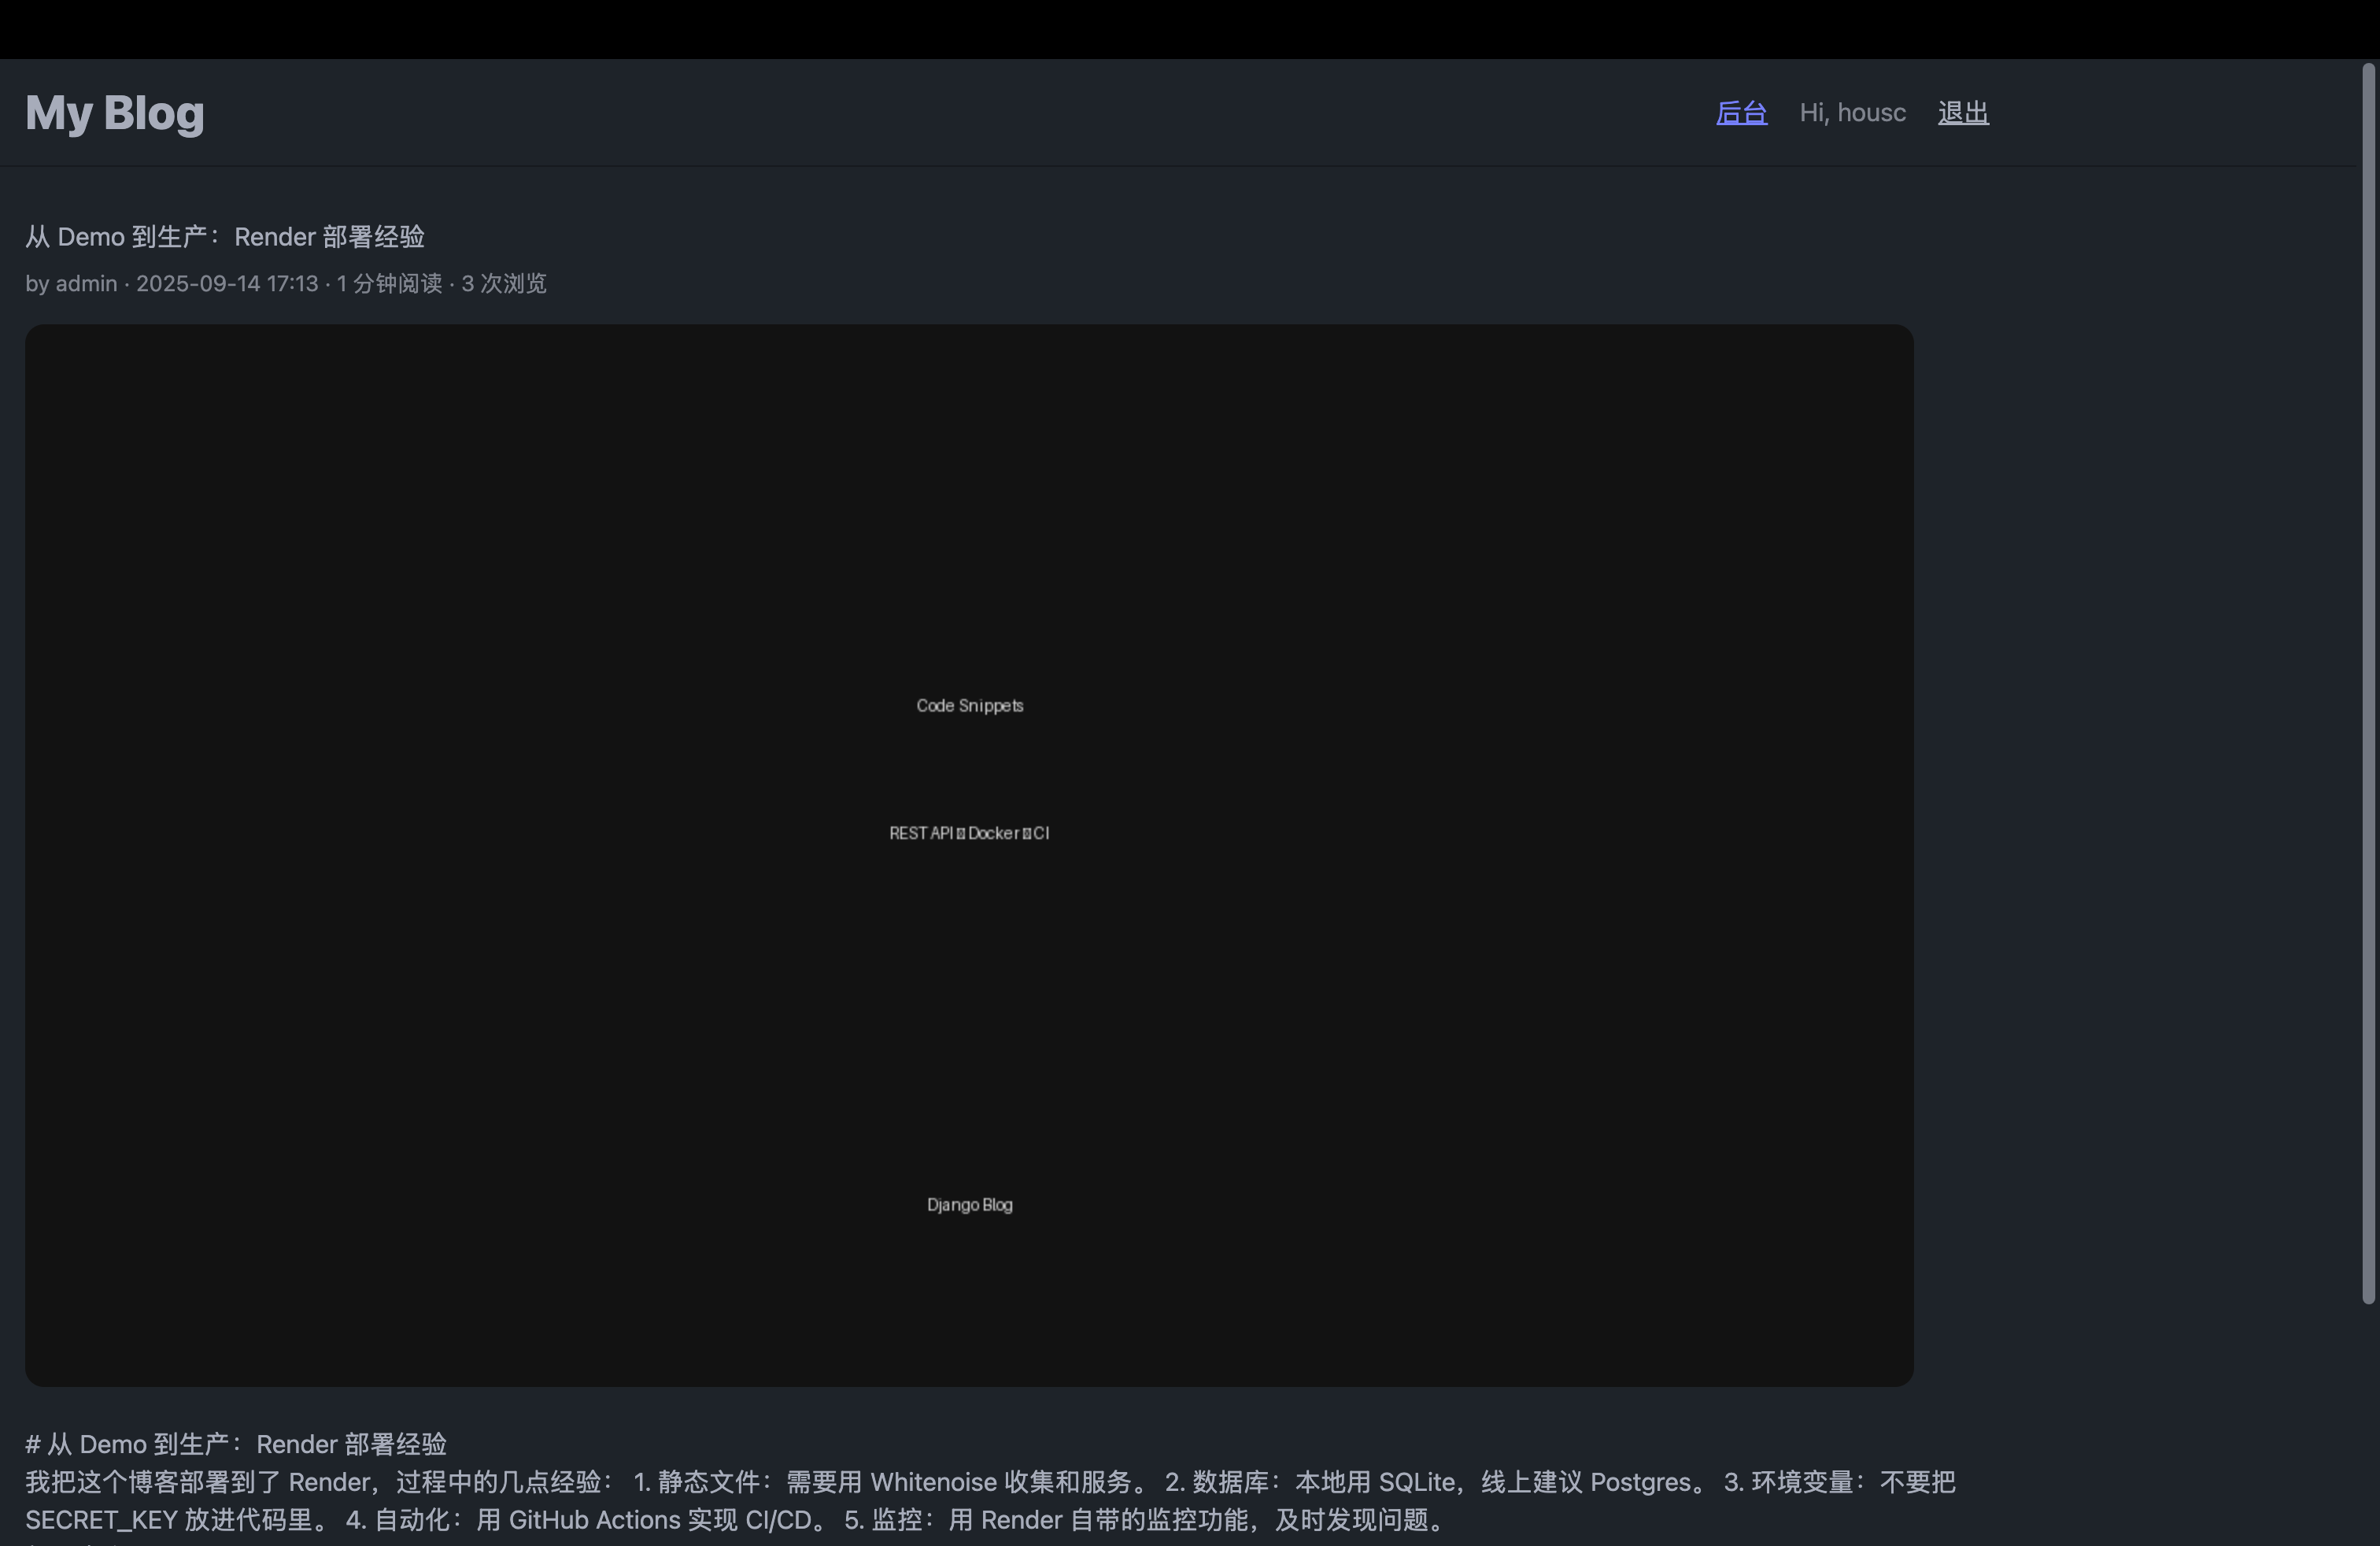 My Blog
后台 Hi, housc 退出
从 Demo 到生产：Render 部署经验
by admin · 2025-09-14 17:13 · 1 分钟阅读 · 3 次浏览
Code Snippets
REST API Docker CI
Django Blog
# 从 Demo 到生产：Render 部署经验
我把这个博客部署到了 Render，过程中的几点经验： 1. 静态文件：需要用 Whitenoise 收集和服务。 2. 数据库：本地用 SQLite，线上建议 Postgres。 3. 环境变量：不要把
SECRET_KEY 放进代码里。 4. 自动化：用 GitHub Actions 实现 CI/CD。 5. 监控：用 Render 自带的监控功能，及时发现问题。